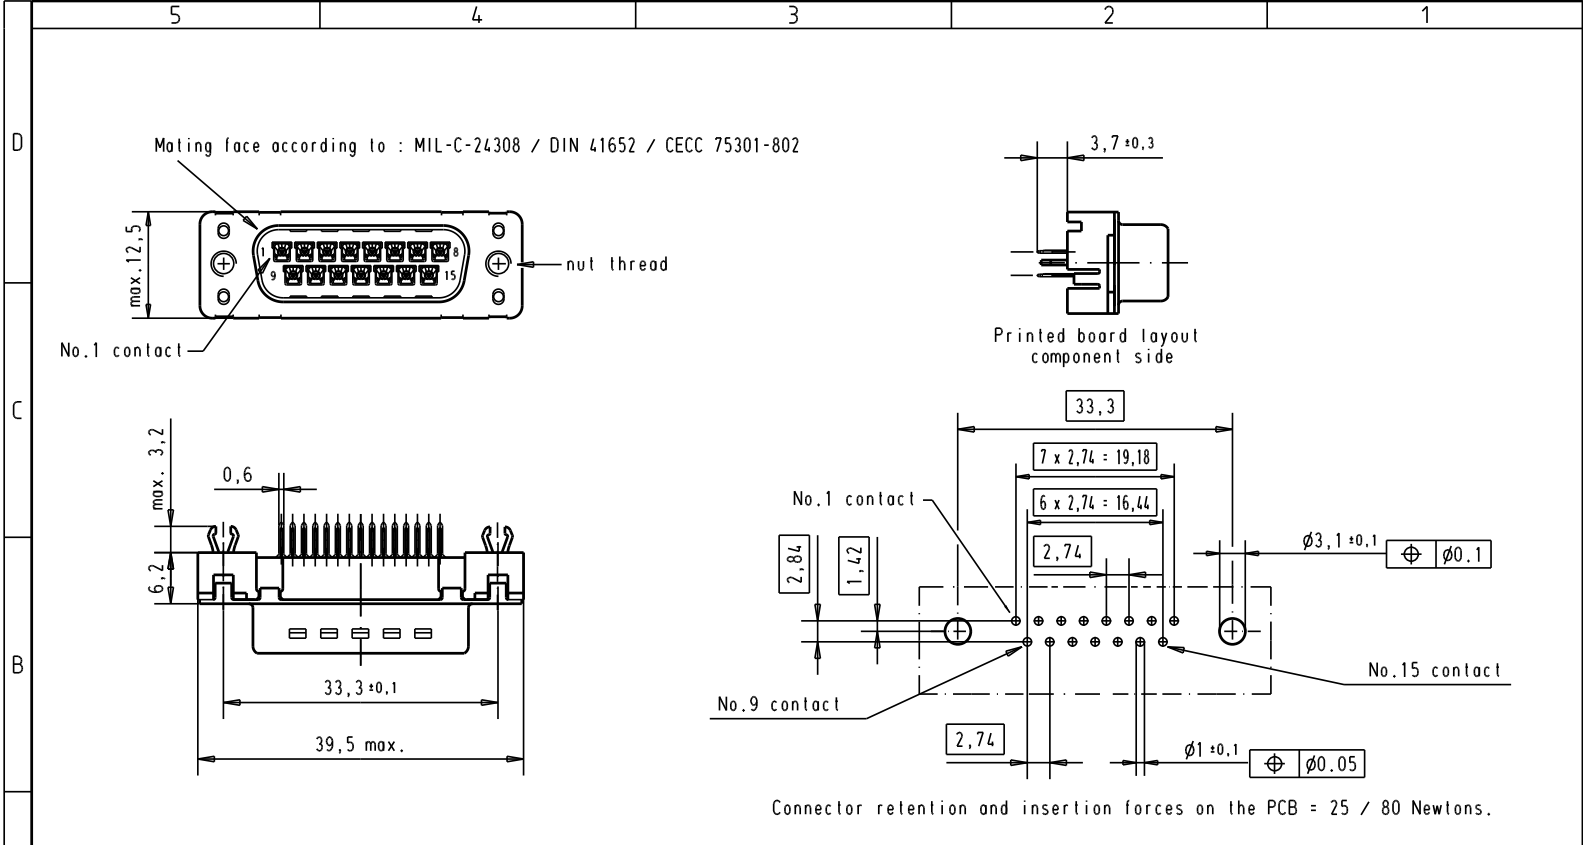 5 4 3 2 1
D
Mating face according to : MIL-C-24308 / DIN 41652 / CECC 75301-802
3,7 ±0,3
max.12,5
1 8
9 15
nut thread
No.1 contact
Printed board layout
component side
C
33,3
7 x 2,74 = 19,18
6 x 2,74 = 16,44
No.1 contact
max. 3,2
0,6
6,2
2,84
1,42
2,74
Ø3,1 ±0,1
Ø0.1
B
33,3 ±0,1
39,5 max.
No.15 contact
No.9 contact
2,74
Ø1 ±0,1
Ø0.05
Connector retention and insertion forces on the PCB = 25 / 80 Newtons.